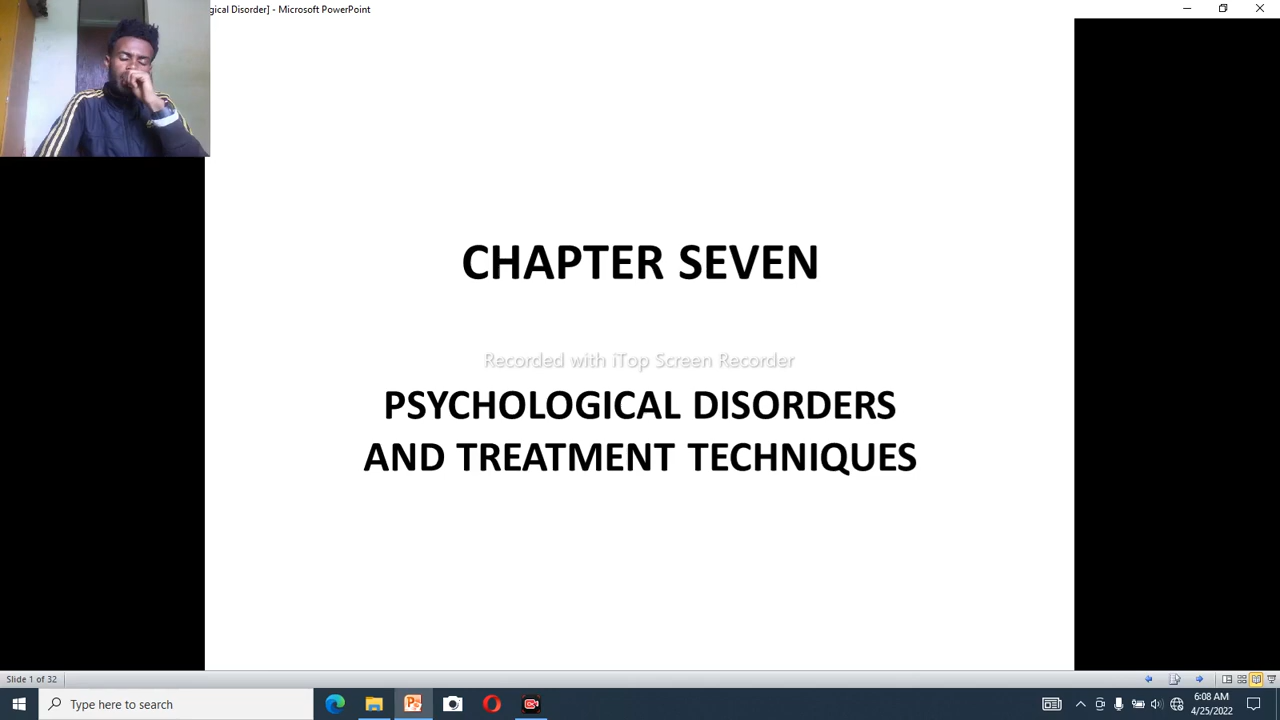 gical Disorder] - Microsoft PowerPoint
CHAPTER SEVEN
Recorded with iTop Screen Recorder
PSYCHOLOGICAL DISORDERS
AND TREATMENT TECHNIQUES
Slide 1 of 32
Type here to search
6:08 AM
4/25/2022